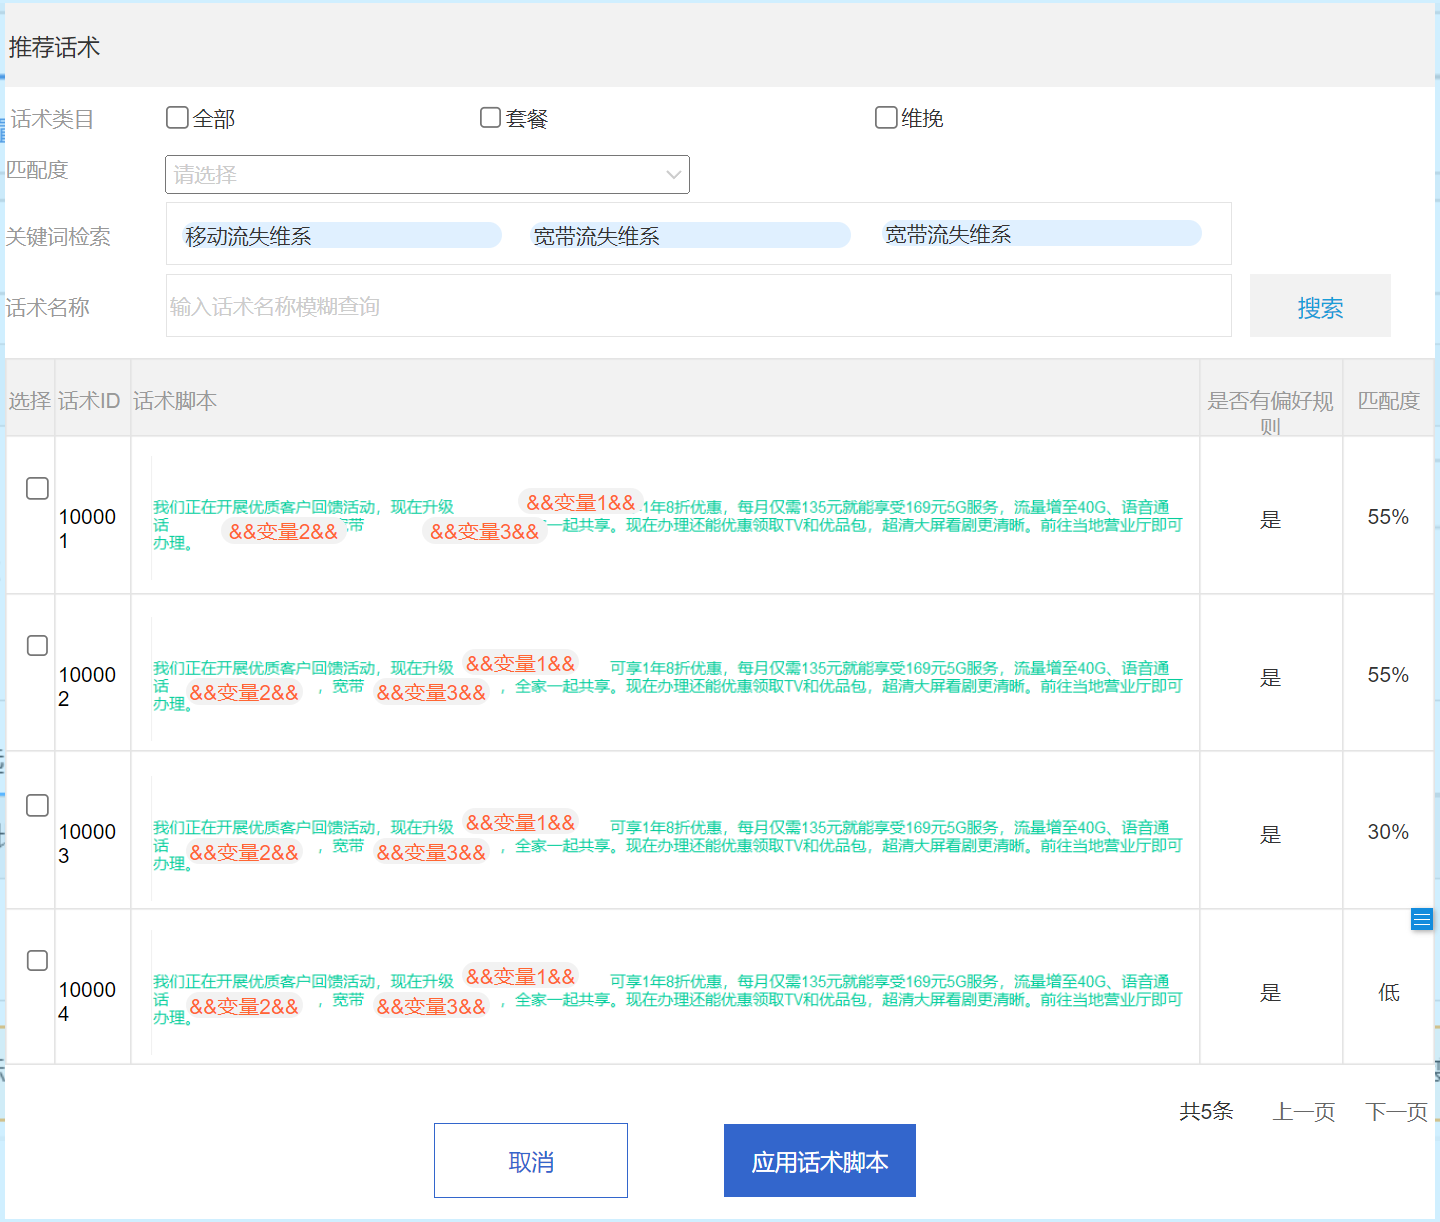 推荐话术
话术类目 全部 套餐 维挽
匹配度 请选择
关键词检索 移动流失维系 宽带流失维系 宽带流失维系
话术名称 输入话术名称模糊查询 搜索
选择 话术ID 话术脚本 是否有偏好规 匹配度
则
我们正在开展优质客户回馈活动，现在升级 &&变量1&& 1年8折优惠，每月仅需135元就能享受169元5G服务，流量增至40G、语音通
10000 话 &&变量2&& 带 &&变量3&& 一起共享。现在办理还能优惠领取TV和优品包，超清大屏看剧更清晰。前往当地营业厅即可 是 55%
1 办理。
我们正在开展优质客户回馈活动，现在升级 &&变量1&& 可享1年8折优惠，每月仅需135元就能享受169元5G服务，流量增至40G、语音通
10000 话 &&变量2&& ，宽带 &&变量3&& ，全家一起共享。现在办理还能优惠领取TV和优品包，超清大屏看剧更清晰。前往当地营业厅即可 是 55%
2 办理。
我们正在开展优质客户回馈活动，现在升级 &&变量1&& 可享1年8折优惠，每月仅需135元就能享受169元5G服务，流量增至40G、语音通
10000 话 &&变量2&& ，宽带 &&变量3&& ，全家一起共享。现在办理还能优惠领取TV和优品包，超清大屏看剧更清晰。前往当地营业厅即可 是 30%
3 办理。
我们正在开展优质客户回馈活动，现在升级 &&变量1&& 可享1年8折优惠，每月仅需135元就能享受169元5G服务，流量增至40G、语音通
10000 话 &&变量2&& ，宽带 &&变量3&& ，全家一起共享。现在办理还能优惠领取TV和优品包，超清大屏看剧更清晰。前往当地营业厅即可 是 低
4 办理。
共5条 上一页 下一页
取消 应用话术脚本